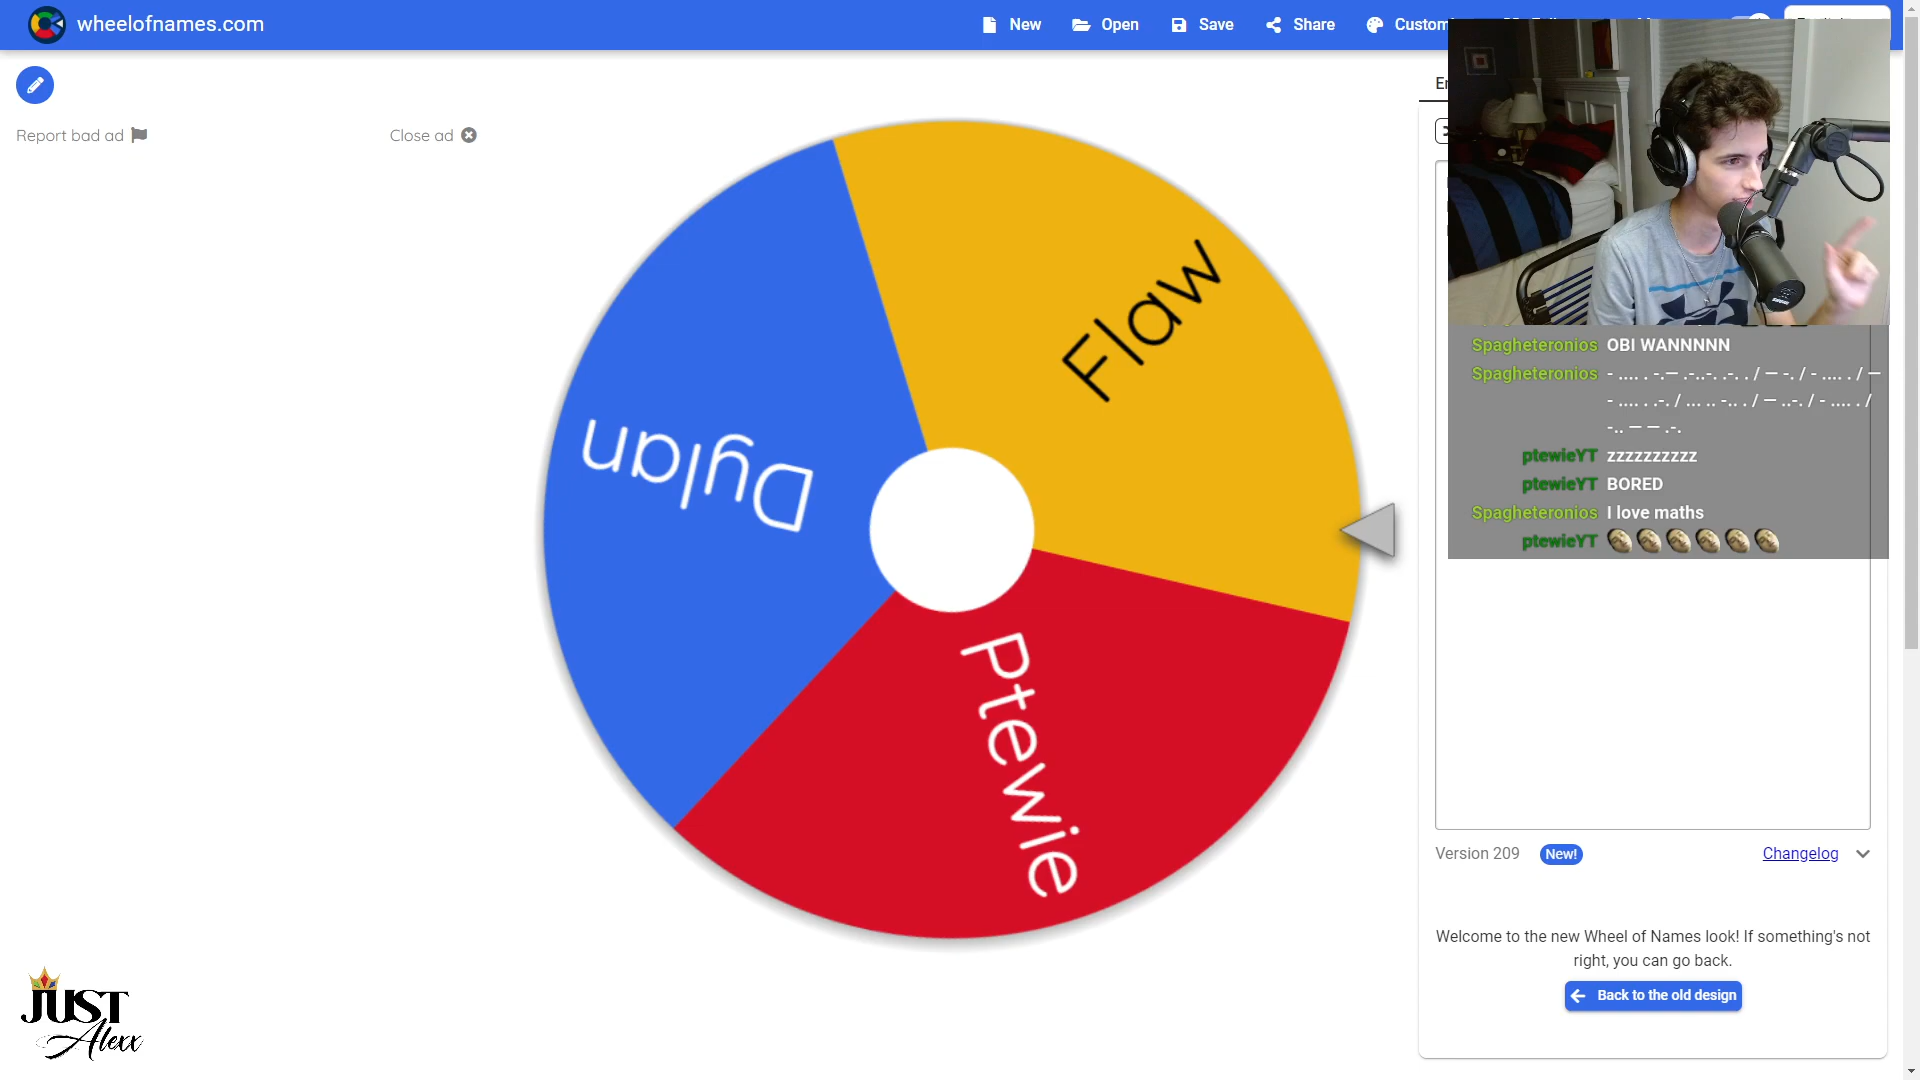 wheelofnames.com
New
Open
Save
Share
Report bad ad
Close ad
Flaw
Dylan
Ptewie
Spagheteronios OBI WANNNNN
Spagheteronios - .... . -.— .-..-. .-. . / — -. / - .... . / —
- .... . .-. / ... .. -.. . / — ..-. / - .... . /
-.. — — .-.
ptewieYT zzzzzzzzzz
ptewieYT BORED
Spagheteronios I love maths
ptewieYT
Version 209 New! Changelog
Welcome to the new Wheel of Names look! If something's not
right, you can go back.
Back to the old design
JUST
Alexx